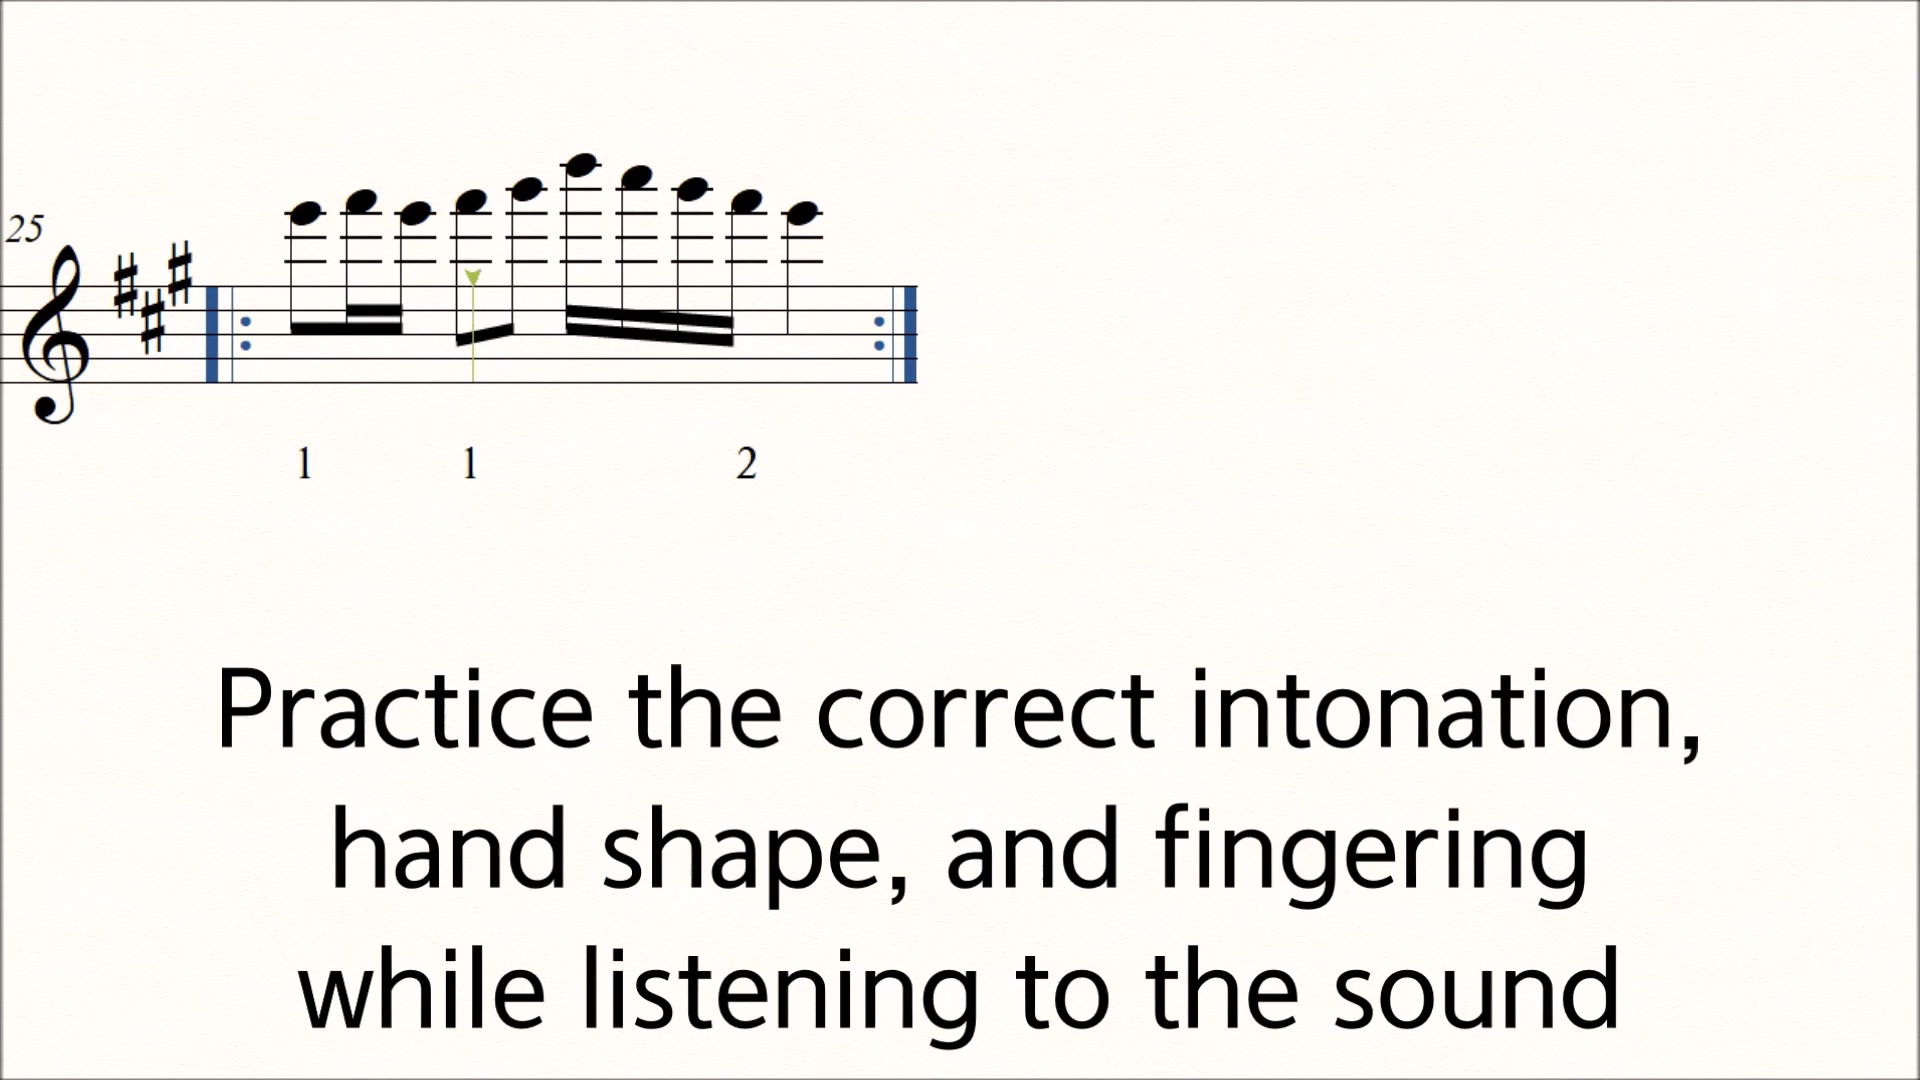 25
1 1 2
Practice the correct intonation,
hand shape, and fingering
while listening to the sound